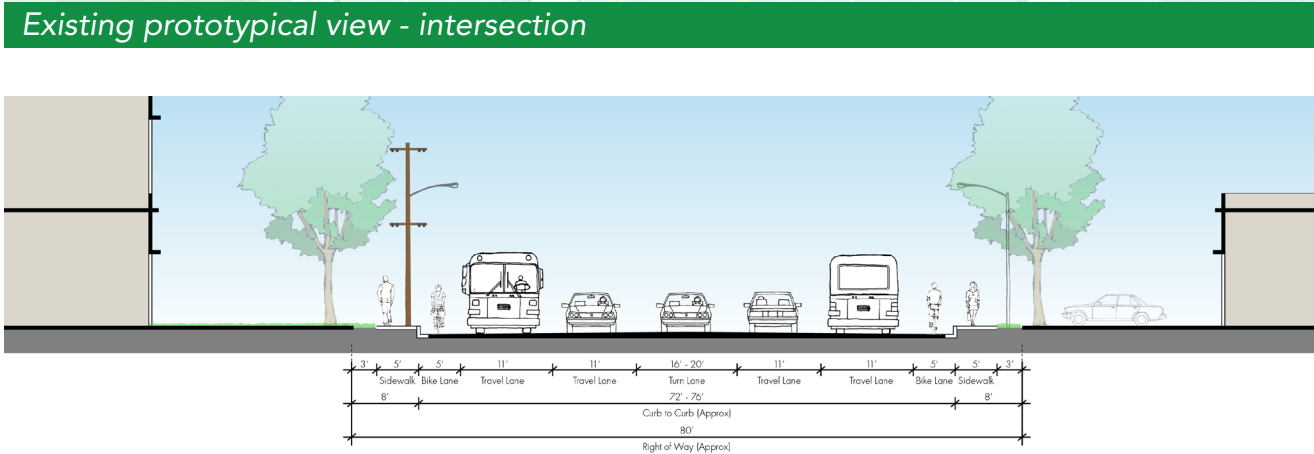 Existing prototypical view - intersection
3' 5' 5' 11' 11' 16' - 20' 11' 11' 5' 5' 3'
Sidewalk Bike Lane Travel Lane Travel Lane Turn Lane Travel Lane Travel Lane Bike Lane Sidewalk
8' 72' - 76' 8'
Curb to Curb (Approx)
80'
Right of Way (Approx)